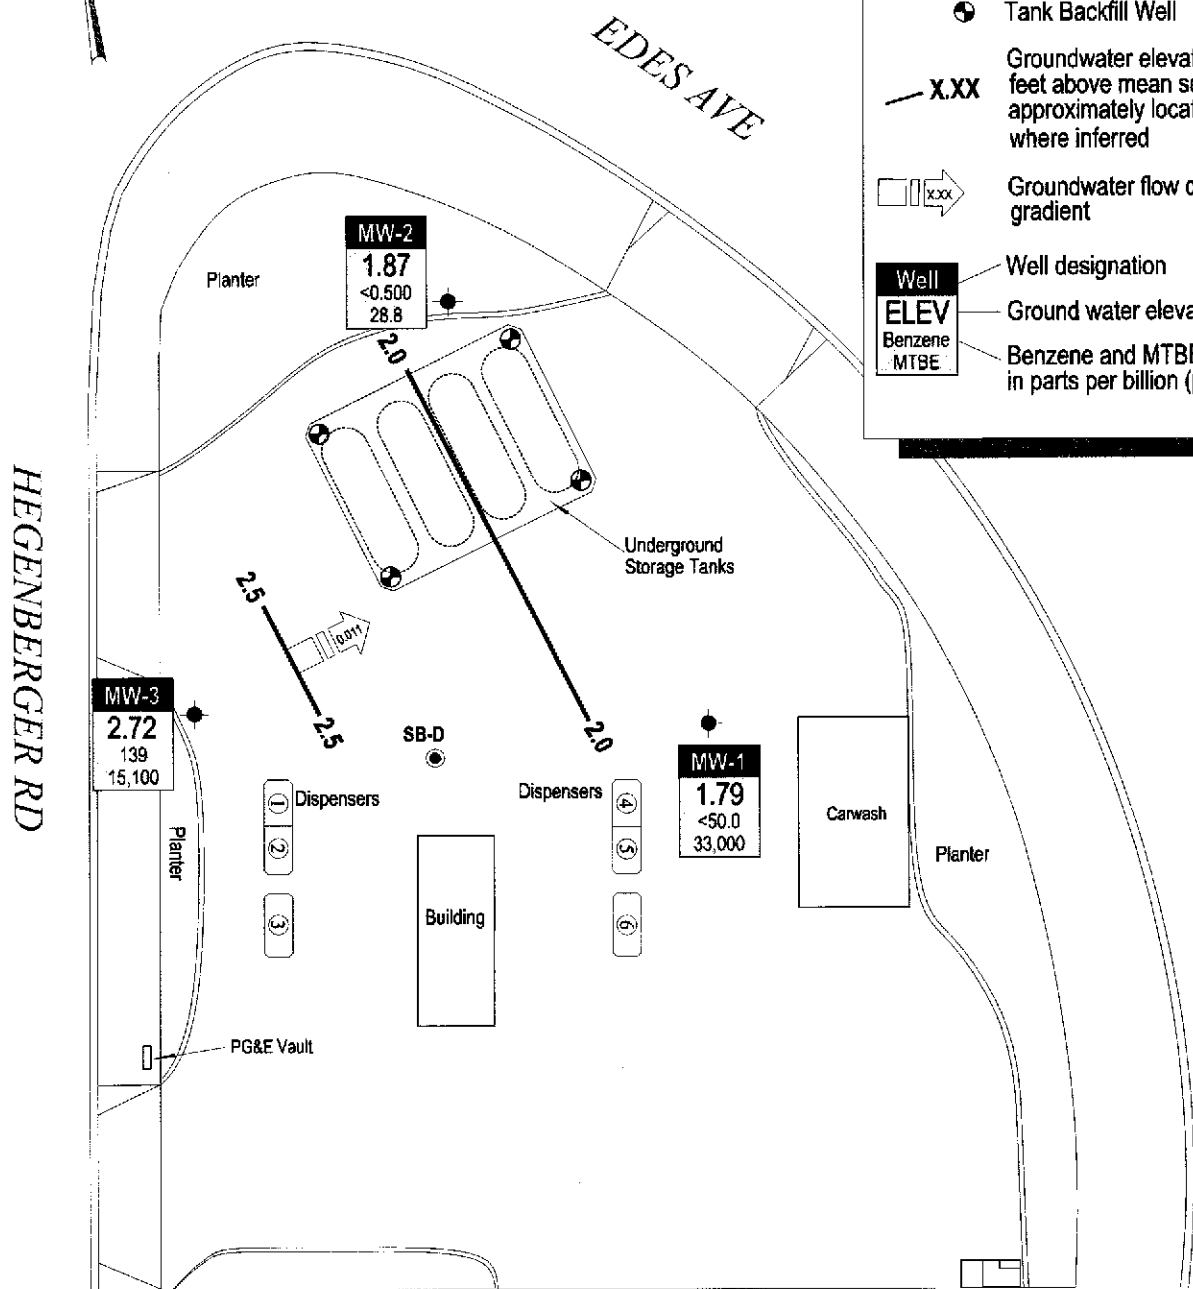 EDES AVE
Tank Backfill Well
X.XX
Groundwater
feet above mean
approximately
where inferred
X.XX
Groundwater flow
gradient
Well
ELEV
Benzene
MTBE
Well designation
Ground water
Benzene and
in parts per billion
HEGENBERGER RD
MW-2
1.87
<0.500
28.8
Planter
2.0
Underground
Storage Tanks
2.5
0.011
2.5
2.0
MW-3
2.72
139
15,100
SB-D
MW-1
1.79
<50.0
33,000
1
Dispensers
2
3
Dispensers
4
5
6
Carwash
Planter
Planter
Building
PG&E Vault